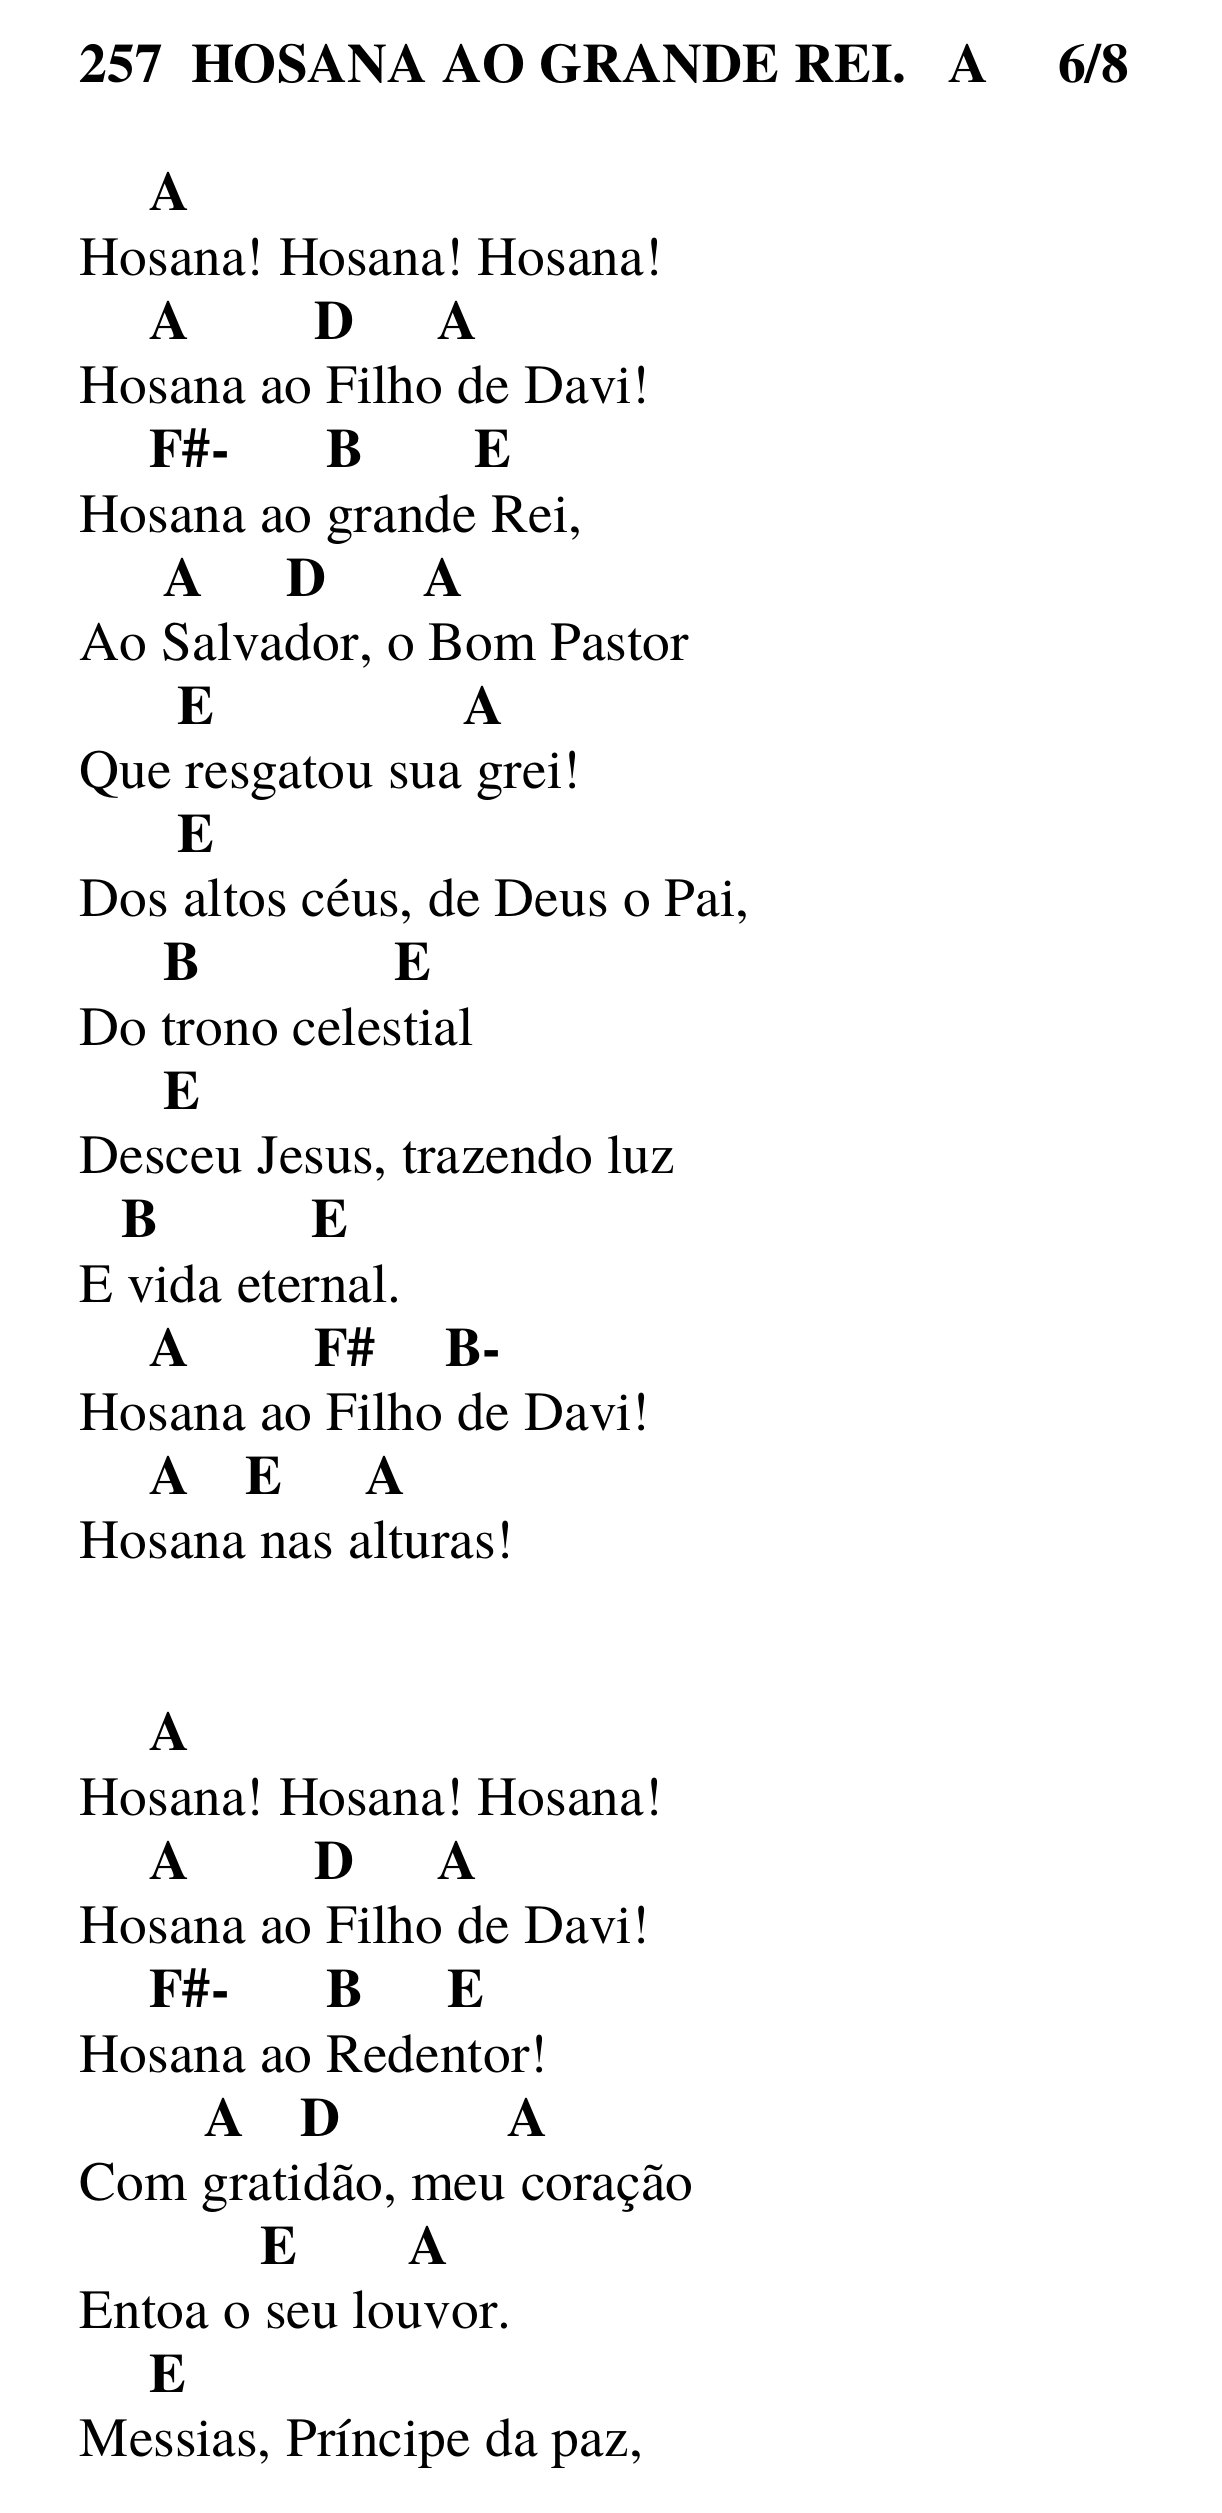 257 HOSANA AO GRANDE REI. A 6/8
A
Hosana! Hosana! Hosana!
A D A
Hosana ao Filho de Davi!
F#- B E
Hosana ao grande Rei,
A D A
Ao Salvador, o Bom Pastor
E A
Que resgatou sua grei!
E
Dos altos céus, de Deus o Pai,
B E
Do trono celestial
E
Desceu Jesus, trazendo luz
B E
E vida eternal.
A F# B-
Hosana ao Filho de Davi!
A E A
Hosana nas alturas!
A
Hosana! Hosana! Hosana!
A D A
Hosana ao Filho de Davi!
F#- B E
Hosana ao Redentor!
A D A
Com gratidão, meu coração
E A
Entoa o seu louvor.
E
Messias, Príncipe da paz,